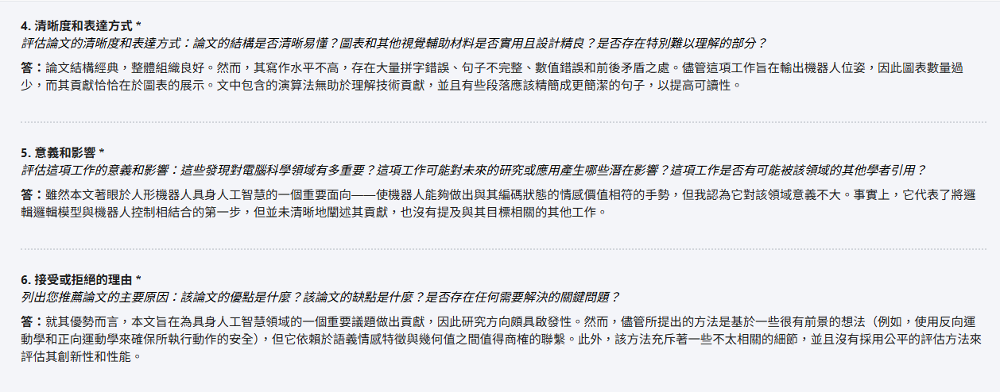 4. 清晰度和表達方式 *
評估論文的清晰度和表達方式：論文的結構是否清晰易懂？圖表和其他視覺輔助材料是否實用且設計精良？是否存在特別難以理解的部分？
答：論文結構經典，整體組織良好。然而，其寫作水平不高，存在大量拼字錯誤、句子不完整、數值錯誤和前後矛盾之處。儘管這項工作旨在輸出機器人位姿，因此圖表數量過
少，而其貢獻恰恰在於圖表的展示。文中包含的演算法無助於理解技術貢獻，並且有些段落應該精簡成更簡潔的句子，以提高可讀性。
5. 意義和影響 *
評估這項工作的意義和影響：這些發現對電腦科學領域有多重要？這項工作可能對未來的研究或應用產生哪些潛在影響？這項工作是否有可能被該領域的其他學者引用？
答：雖然本文著眼於人形機器人具身人工智慧的一個重要面向——使機器人能夠做出與其編碼狀態的情感價值相符的手勢，但我認為它對該領域意義不大。事實上，它代表了將邏
輯邏輯模型與機器人控制相結合的第一步，但並未清晰地闡述其貢獻，也沒有提及與其目標相關的其他工作。
6. 接受或拒絕的理由 *
列出您推薦論文的主要原因：該論文的優點是什麼？該論文的缺點是什麼？是否存在任何需要解決的關鍵問題？
答：就其優勢而言，本文旨在為具身人工智慧領域的一個重要議題做出貢獻，因此研究方向頗具啟發性。然而，儘管所提出的方法是基於一些很有前景的想法（例如，使用反向運
動學和正向運動學來確保所執行動作的安全），但它依賴於語義情感特徵與幾何值之間值得商榷的聯繫。此外，該方法充斥著一些不太相關的細節，並且沒有採用公平的評估方法來
評估其創新性和性能。